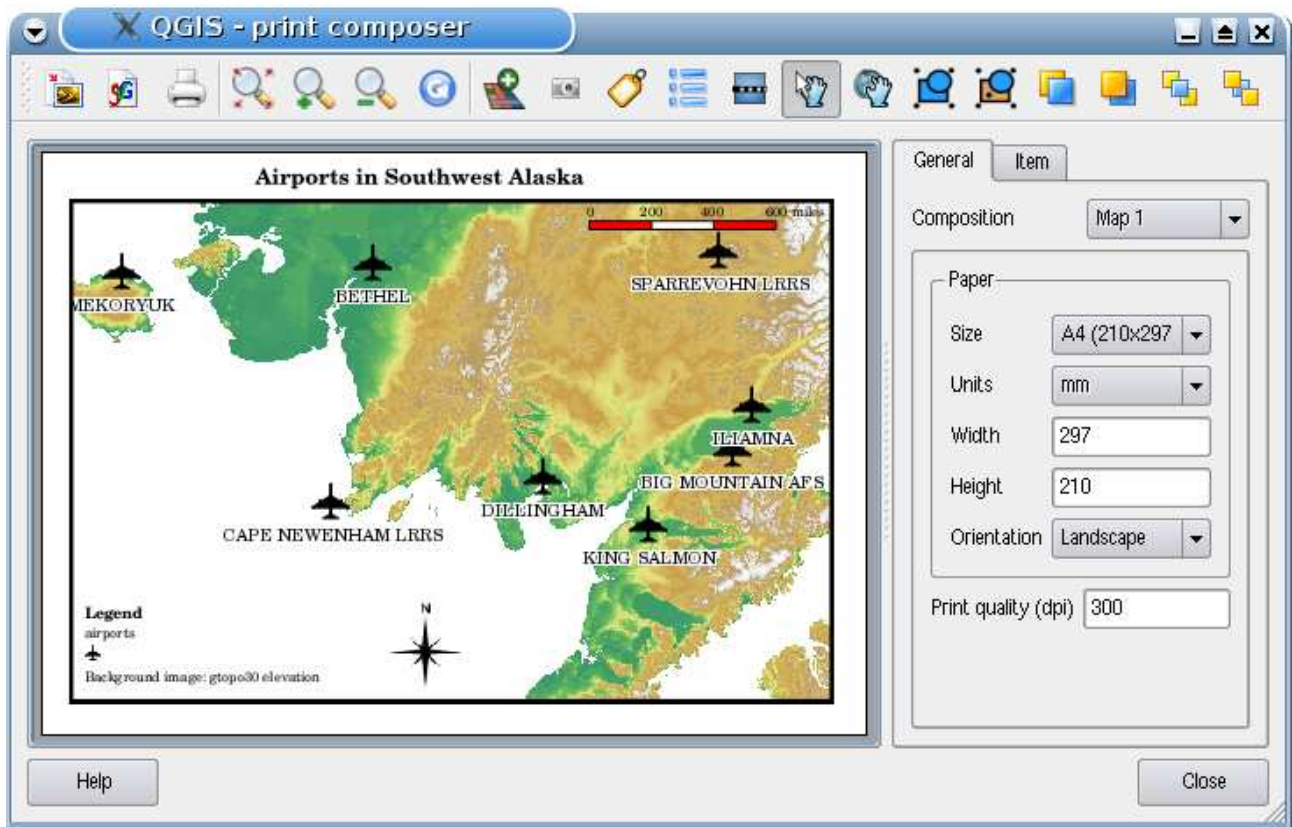 QGIS - print composer
General
Item
Airports in Southwest Alaska
Composition
Map 1
0 200 400 600 miles
MEKORYUK
BETHEL
SPARREVOHN LRRS
Paper
Size
A4 (210x297
Units
mm
Width
297
Height
210
Orientation
Landscape
Print quality (dpi)
300
ILIAMNA
BIG MOUNTAIN AFS
DILLINGHAM
CAPE NEWENHAM LRRS
KING SALMON
N
Legend
airports
Background image: gtopo30 elevation
Help
Close